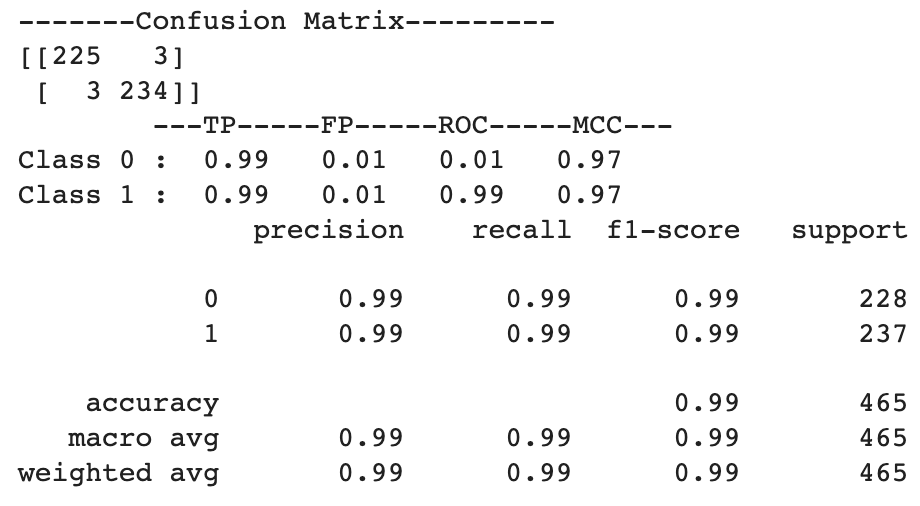 -------Confusion Matrix---------
[[225   3]
 [  3 234]]
        ---TP-----FP-----ROC-----MCC---
Class 0 :  0.99   0.01   0.01   0.97
Class 1 :  0.99   0.01   0.99   0.97
              precision    recall  f1-score   support
           0       0.99      0.99      0.99       228
           1       0.99      0.99      0.99       237
    accuracy                           0.99       465
   macro avg       0.99      0.99      0.99       465
weighted avg       0.99      0.99      0.99       465